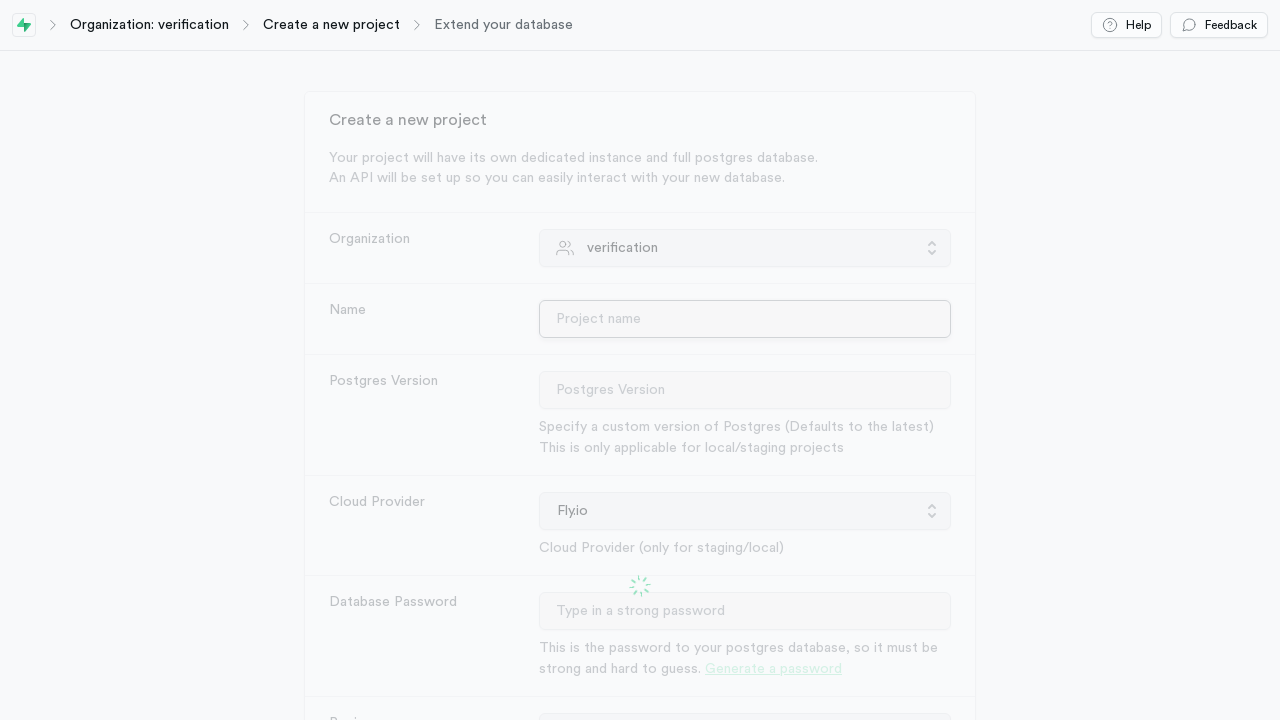 Organization: verification
Create a new project
Extend your database
Help
Feedback
Create a new project
Your project will have its own dedicated instance and full postgres database.
An API will be set up so you can easily interact with your new database.
Organization
verification
Name
Project name
Postgres Version
Postgres Version
Specify a custom version of Postgres (Defaults to the latest)
This is only applicable for local/staging projects
Cloud Provider
Fly.io
Cloud Provider (only for staging/local)
Database Password
Type in a strong password
This is the password to your postgres database, so it must be
strong and hard to guess. Generate a password